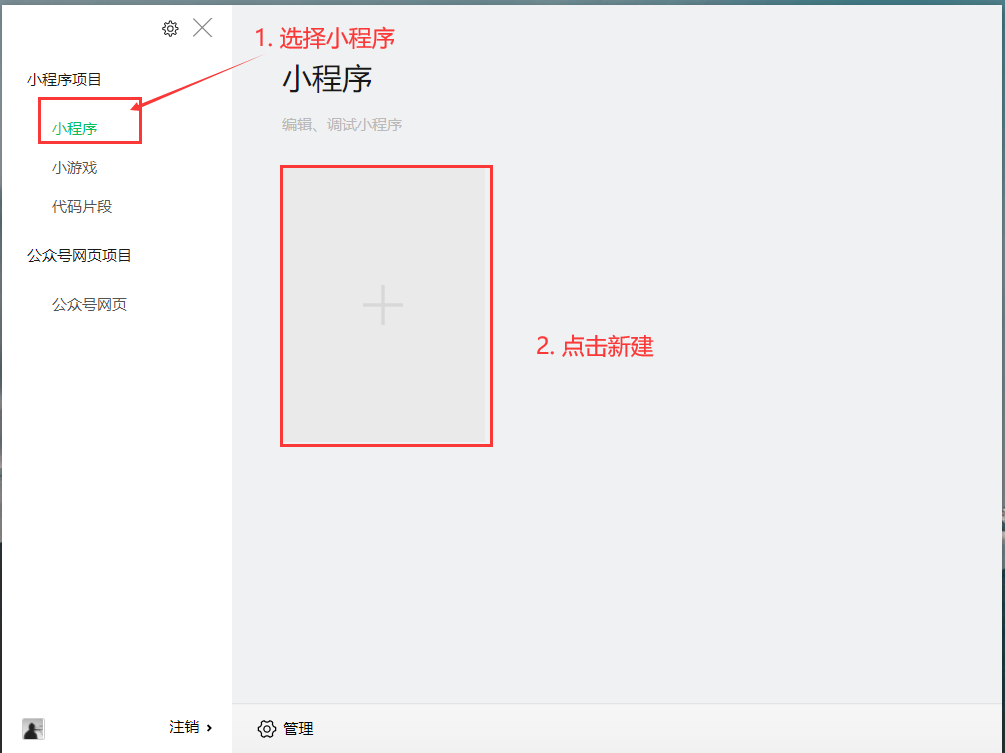 1. 选择小程序
小程序项目
小程序
小游戏
代码片段
公众号网页项目
公众号网页
注销
小程序
编辑、调试小程序
2. 点击新建
管理